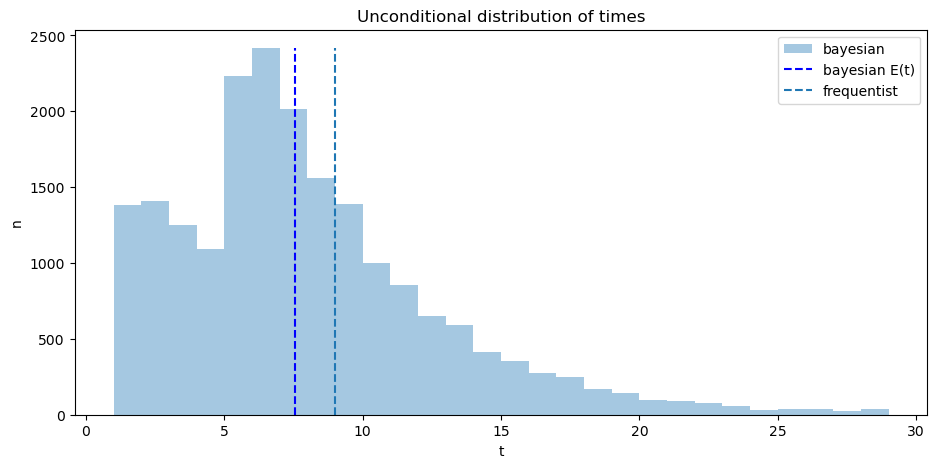 Unconditional distribution of times
bayesian
bayesian E(t)
frequentist
n
2500
2000
1500
1000
500
0
0 5 10 15 20 25 30
t